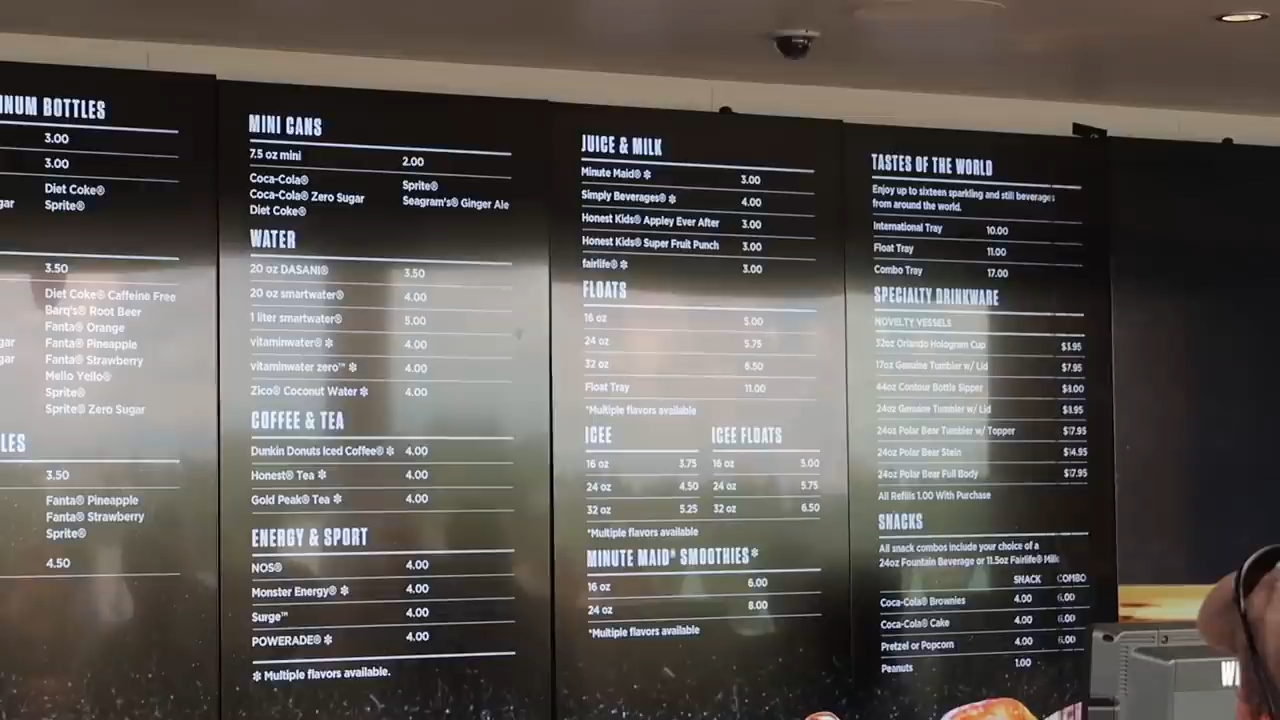 NUM BOTTLES
3.00
3.00
Diet Coke®
gar Sprite®
3.50
Diet Coke® Caffeine Free
Barq's® Root Beer
Fanta® Orange
gar Fanta® Pineapple
gar Fanta® Strawberry
Mello Yello®
Sprite®
Sprite® Zero Sugar
LES
3.50
Fanta® Pineapple
Fanta® Strawberry
Sprite®
4.50
MINI CANS
7.5 oz mini 2.00
Coca-Cola® Sprite®
Coca-Cola® Zero Sugar Seagram's® Ginger Ale
Diet Coke®
WATER
20 oz DASANI® 3.50
20 oz smartwater® 4.00
1 liter smartwater® 5.00
vitaminwater® ✻ 4.00
vitaminwater zero™ ✻ 4.00
Zico® Coconut Water ✻ 4.00
COFFEE & TEA
Dunkin Donuts Iced Coffee® ✻ 4.00
Honest® Tea ✻ 4.00
Gold Peak® Tea ✻ 4.00
ENERGY & SPORT
NOS® 4.00
Monster Energy® ✻ 4.00
Surge™ 4.00
POWERADE® ✻ 4.00
✻ Multiple flavors available.
JUICE & MILK
Minute Maid® ✻ 3.00
Simply Beverages® ✻ 4.00
Honest Kids® Appley Ever After 3.00
Honest Kids® Super Fruit Punch 3.00
fairlife® ✻ 3.00
FLOATS
16 oz 5.00
24 oz 5.75
32 oz 6.50
Float Tray 11.00
*Multiple flavors available
ICEE ICEE FLOATS
16 oz 3.75 16 oz 5.00
24 oz 4.50 24 oz 5.75
32 oz 5.25 32 oz 6.50
*Multiple flavors available
MINUTE MAID® SMOOTHIES*
16 oz 6.00
24 oz 8.00
*Multiple flavors available
TASTES OF THE WORLD
Enjoy up to sixteen sparkling and still beverages
from around the world.
International Tray 10.00
Float Tray 11.00
Combo Tray 17.00
SPECIALTY DRINKWARE
NOVELTY VESSELS
32oz Orlando Hologram Cup
17oz Genuine Tumbler w/ Lid $7.95
44oz Contour Bottle Sipper
24oz Genuine Tumbler w/ Lid
24oz Polar Bear Tumbler w/ Topper $17.95
24oz Polar Bear Stein $14.95
24oz Polar Bear Full Body $17.95
All Refills 1.00 With Purchase
SNACKS
All snack combos include your choice of a
24oz Fountain Beverage or 11.5oz Fairlife® Milk
SNACK COMBO
Coca-Cola® Brownies 4.00 6.00
Coca-Cola® Cake 4.00 6.00
Pretzel or Popcorn 4.00 6.00
Peanuts 1.00